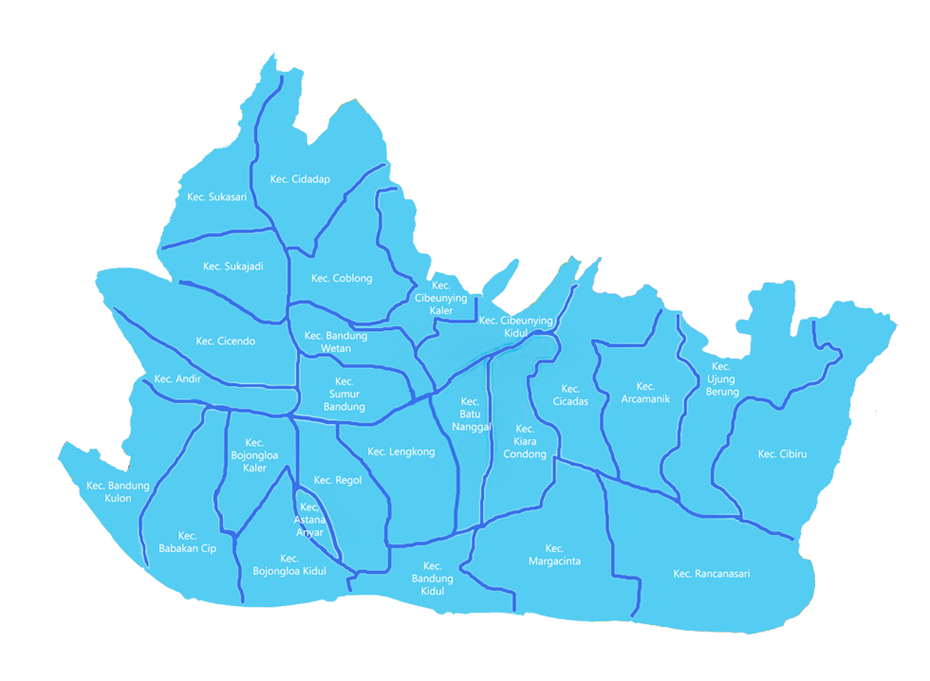 Kec. Cidadap
Kec. Sukasari
Kec. Sukajadi
Kec. Coblong
Kec.
Cibeunying
Kaler
Kec. Cibeunying
Kidul
Kec. Cicendo
Kec. Bandung
Wetan
Kec. Andir
Kec.
Sumur
Bandung
Kec.
Batu
Nanggal
Kec.
Kiara
Condong
Kec.
Cicadas
Kec.
Arcamanik
Kec.
Ujung
Berung
Kec. Cibiru
Kec.
Bojongloa
Kaler
Kec. Lengkong
Kec. Regol
Kec. Bandung
Kulon
Kec,
Astana
Anyar
Kec.
Babakan Cip
Kec.
Bojongloa Kidul
Kec.
Bandung
Kidul
Kec.
Margacinta
Kec. Rancanasari